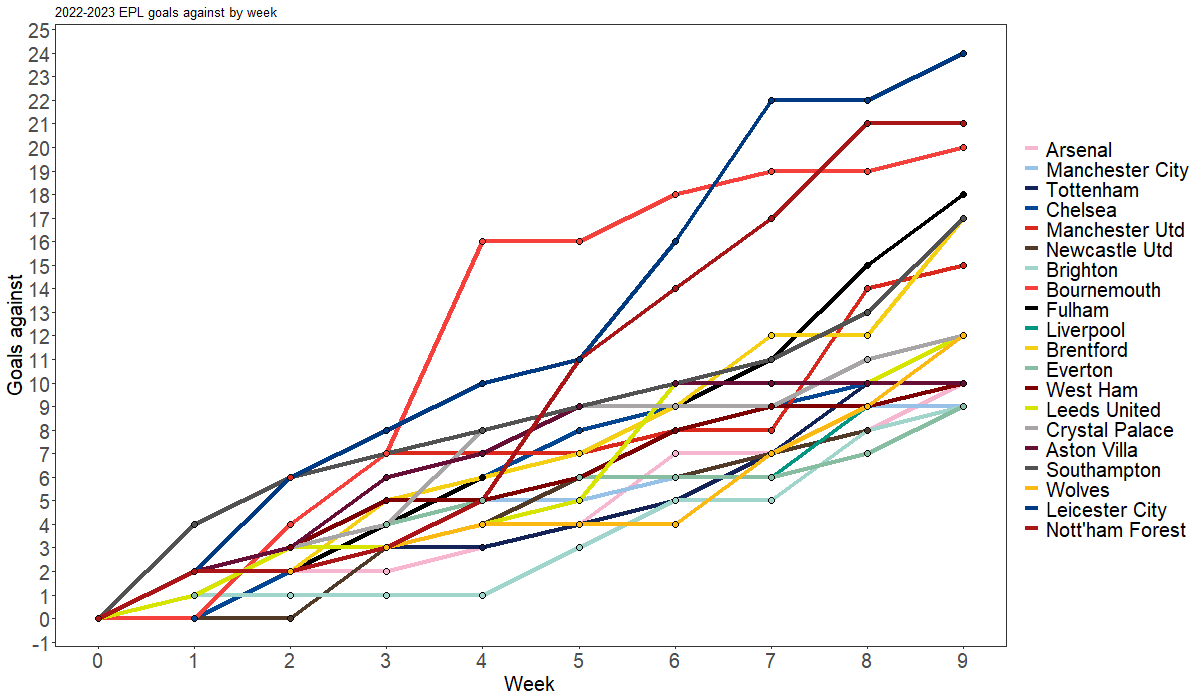 2022-2023 EPL goals against by week
Goals against
25
24
23
22
21
20
19
18
17
16
15
14
13
12
11
10
9
8
7
6
5
4
3
2
1
0
-1
0 1 2 3 4 5 6 7 8 9
Week
Arsenal
Manchester City
Tottenham
Chelsea
Manchester Utd
Newcastle Utd
Brighton
Bournemouth
Fulham
Liverpool
Brentford
Everton
West Ham
Leeds United
Crystal Palace
Aston Villa
Southampton
Wolves
Leicester City
Nott'ham Forest